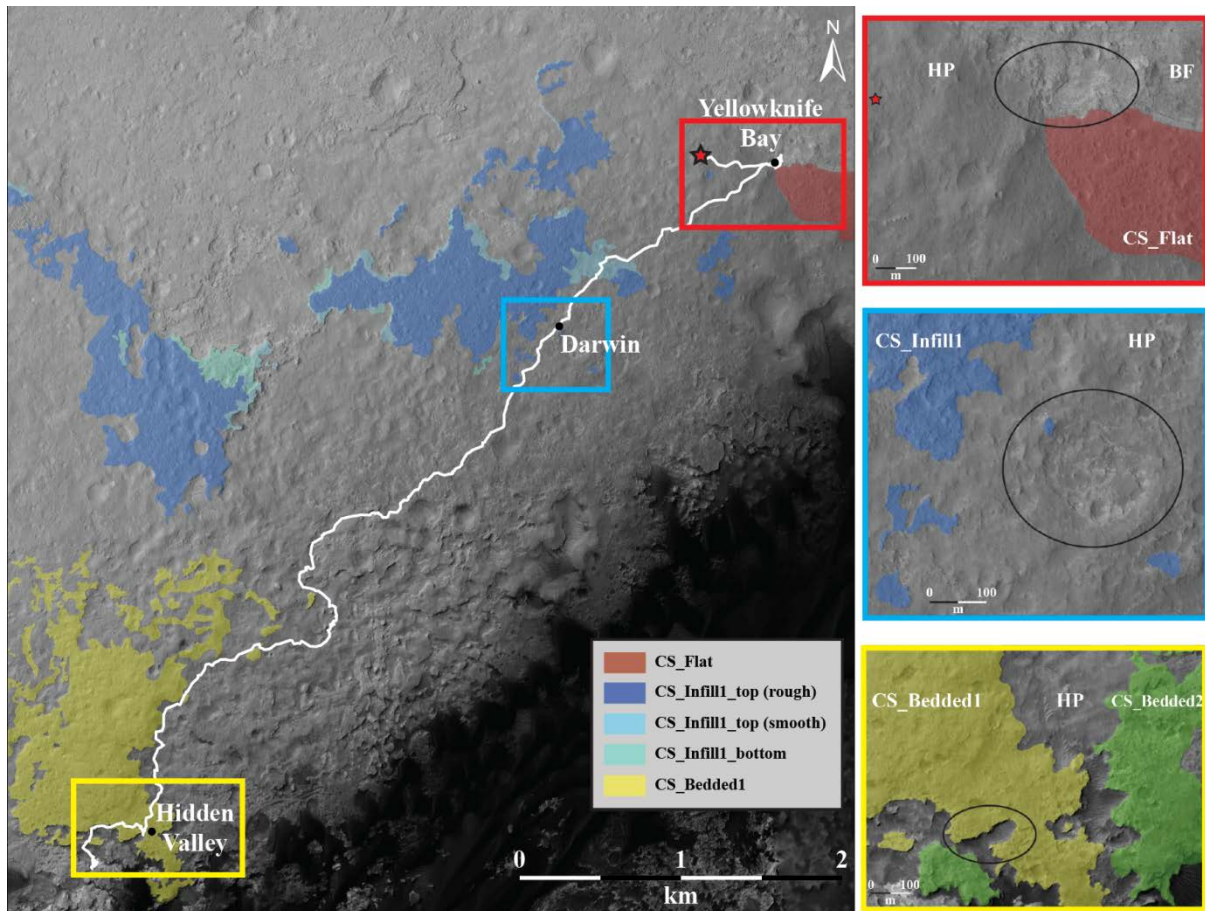 N
Yellowknife
Bay
Darwin
Hidden
Valley
CS_Flat
CS_Infill1_top (rough)
CS_Infill1_top (smooth)
CS_Infill1_bottom
CS_Bedded1
0 1 2
km
HP
BF
CS_Flat
0 100
m
CS_Infill1
HP
0 100
m
CS_Bedded1
HP
CS_Bedded2
0 100
m